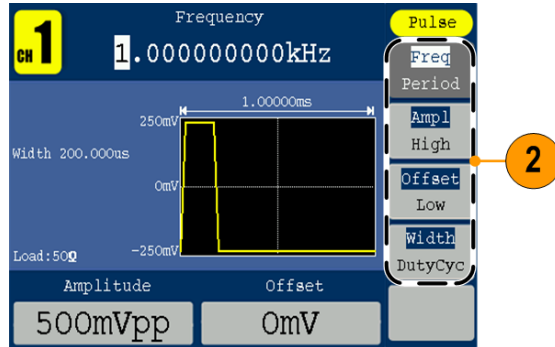 CH 1
Frequency
1.000000000kHz
Pulse
Freq
Period
Ampl
High
Offset
Low
Width
DutyCyc
2
1.00000ms
250mV
Width 200.000us
0mV
-250mV
Load:50Ω
Amplitude
Offset
500mVpp
0mV